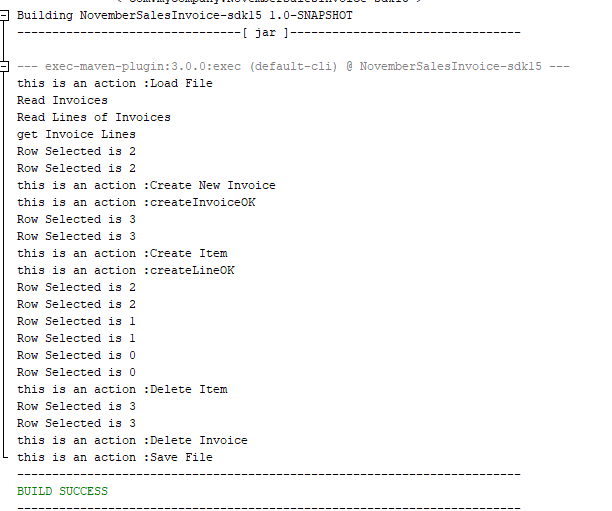 Building NovemberSalesInvoice-sdk15 1.0-SNAPSHOT
--------------------------------[ jar ]---------------------------------
--- exec-maven-plugin:3.0.0:exec (default-cli) @ NovemberSalesInvoice-sdk15 ---
this is an action :Load File
Read Invoices
Read Lines of Invoices
get Invoice Lines
Row Selected is 2
Row Selected is 2
this is an action :Create New Invoice
this is an action :createInvoiceOK
Row Selected is 3
Row Selected is 3
this is an action :Create Item
this is an action :createLineOK
Row Selected is 2
Row Selected is 2
Row Selected is 1
Row Selected is 1
Row Selected is 0
Row Selected is 0
this is an action :Delete Item
Row Selected is 3
Row Selected is 3
this is an action :Delete Invoice
this is an action :Save File
------------------------------------------------------------------------
BUILD SUCCESS
------------------------------------------------------------------------